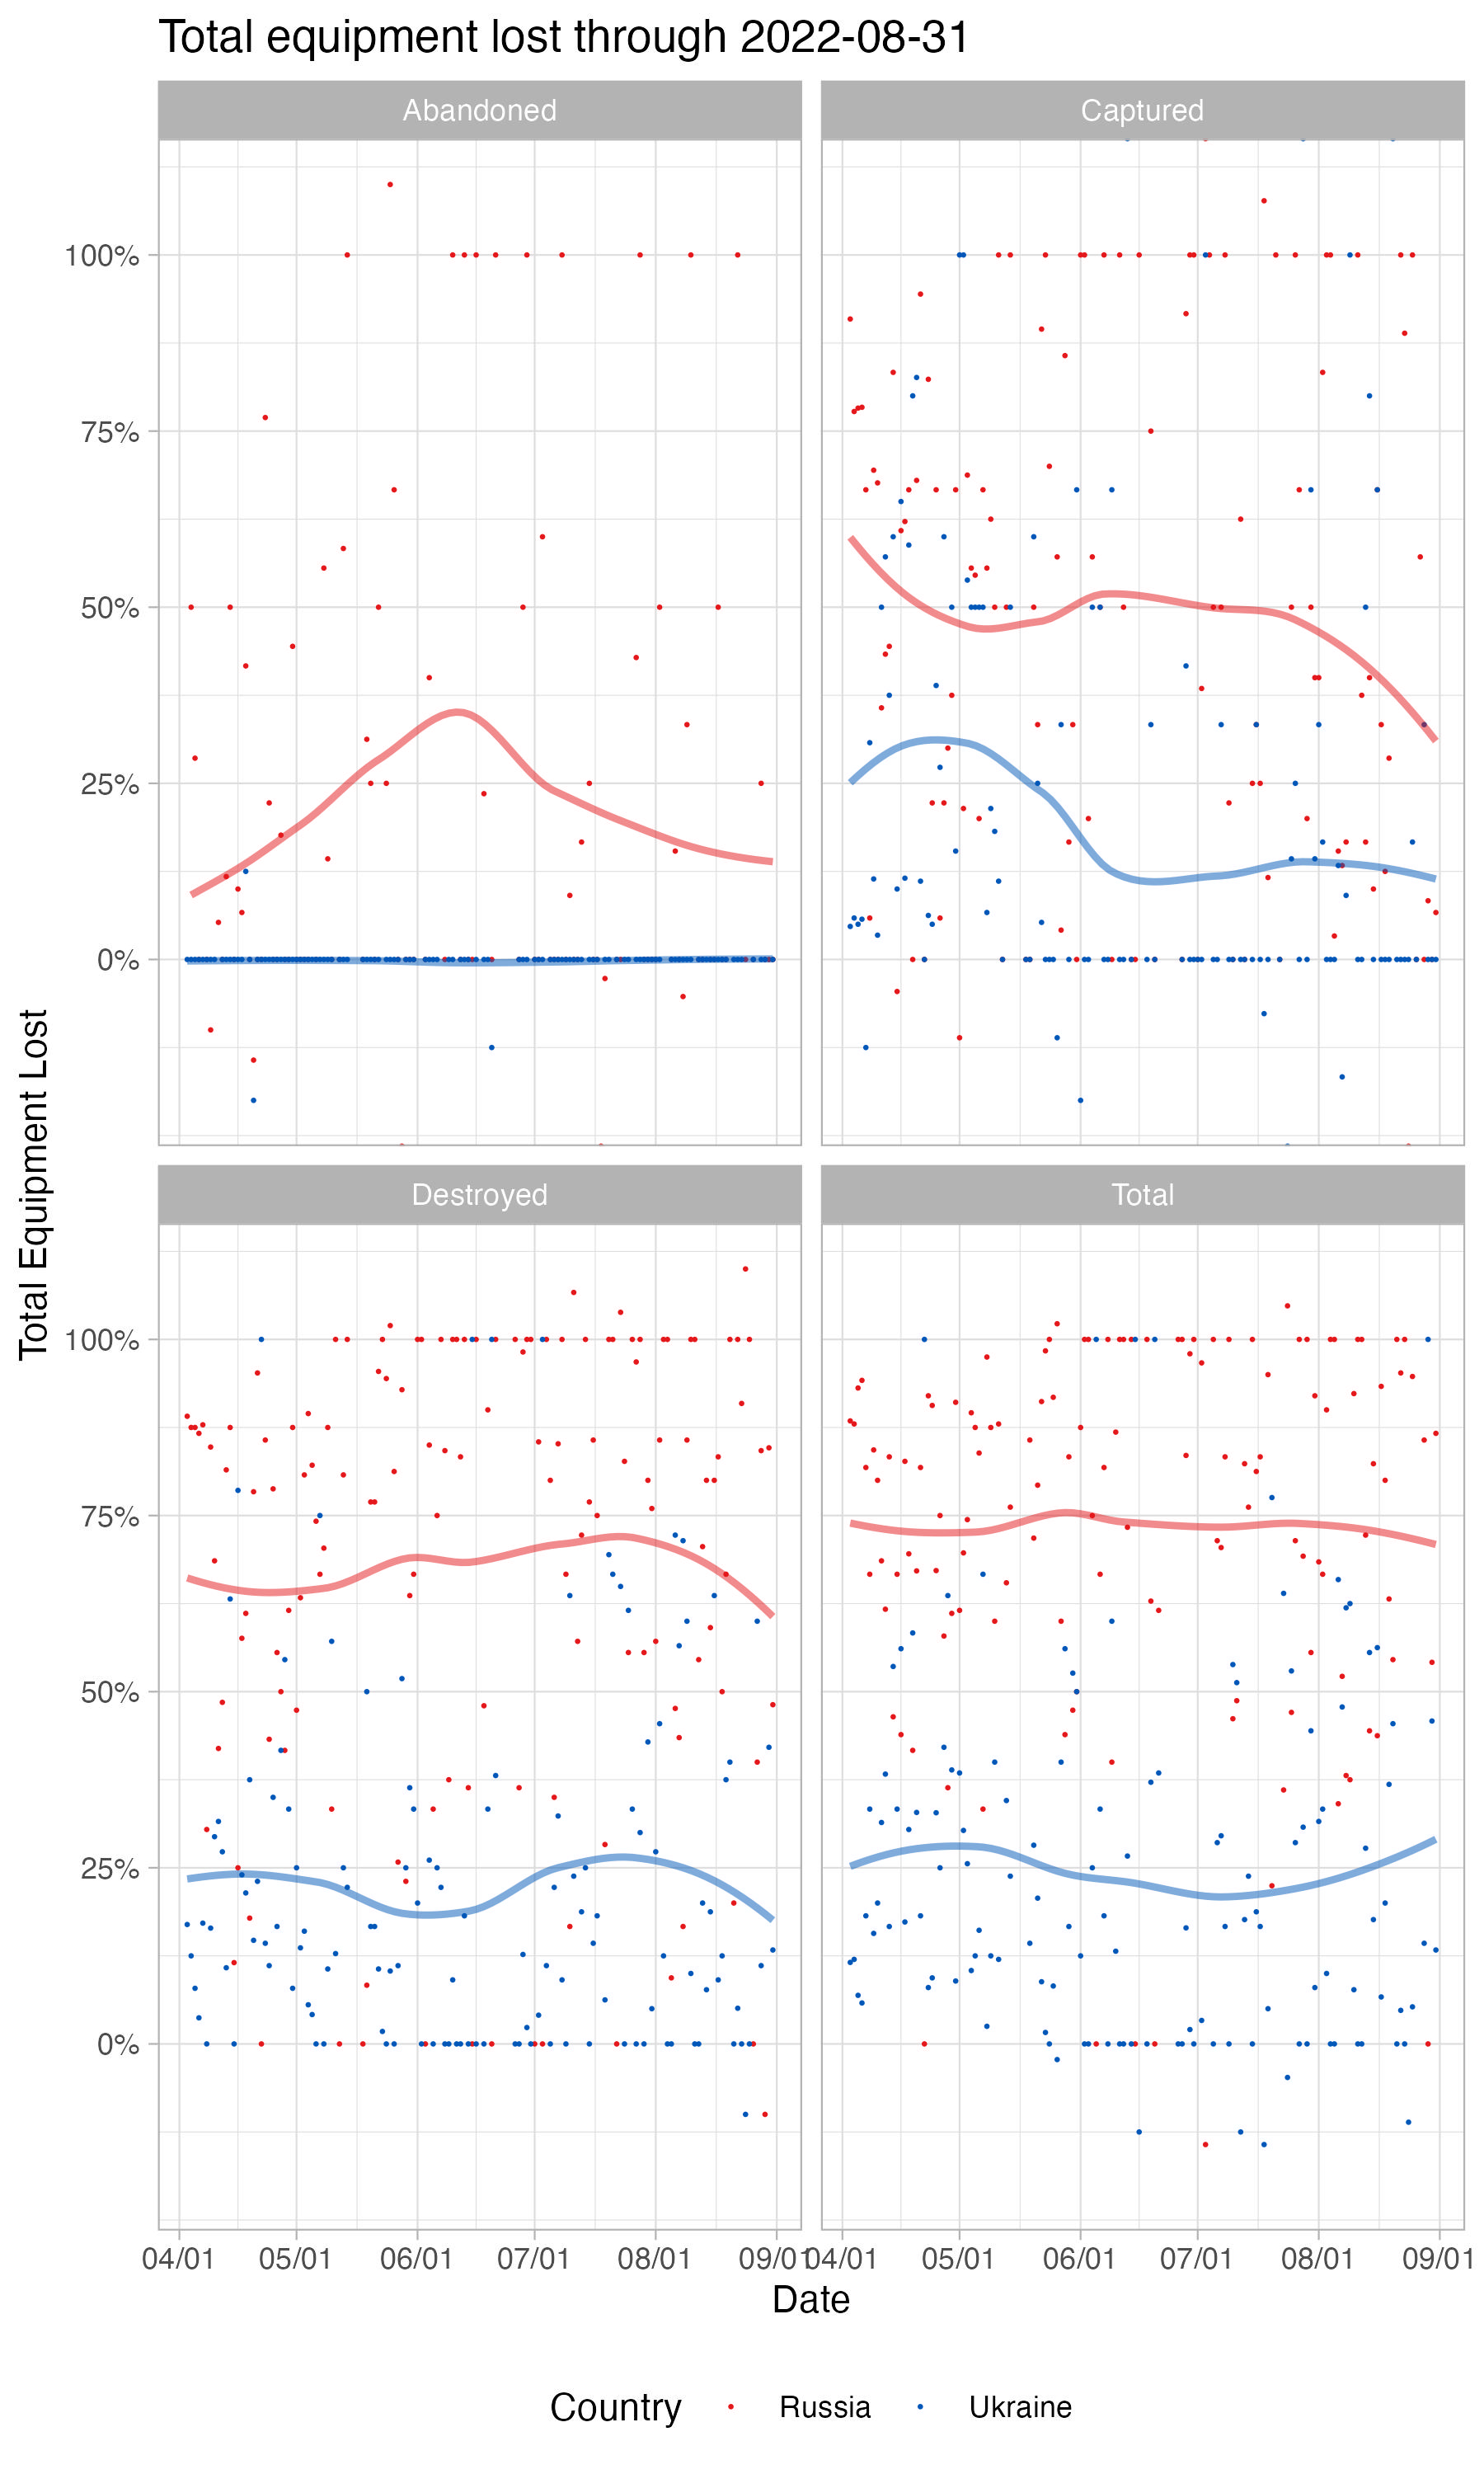 Total equipment lost through 2022-08-31
Abandoned
Captured
100%
75%
50%
25%
0%
Total Equipment Lost
Destroyed
Total
100%
75%
50%
25%
0%
04/01 05/01 06/01 07/01 08/01 09/01 04/01 05/01 06/01 07/01 08/01 09/01
Date
Country Russia Ukraine